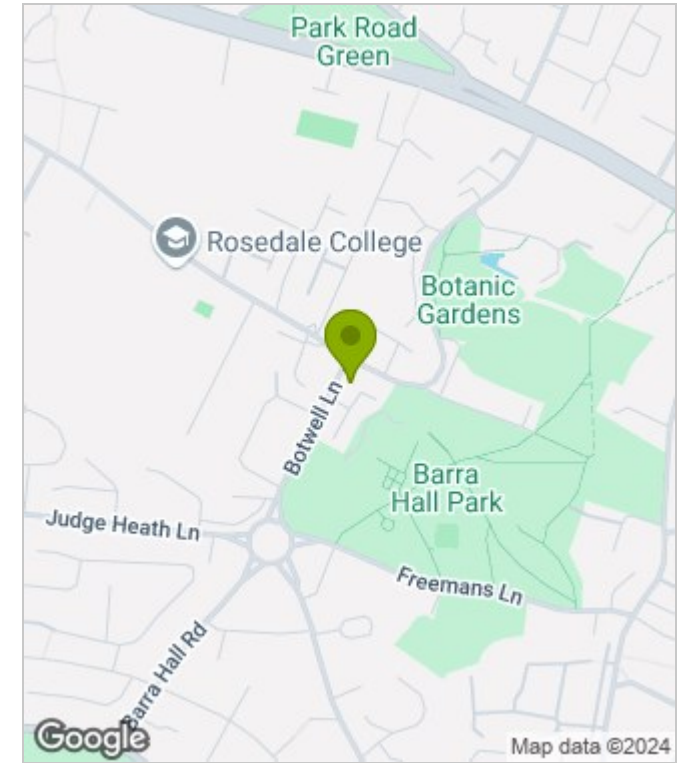 Park Road
Green
Rosedale College
Botanic
Gardens
Botwell Ln
Barra
Hall Park
Judge Heath Ln
Freemans Ln
Barra Hall Rd
Google
Map data ©2024